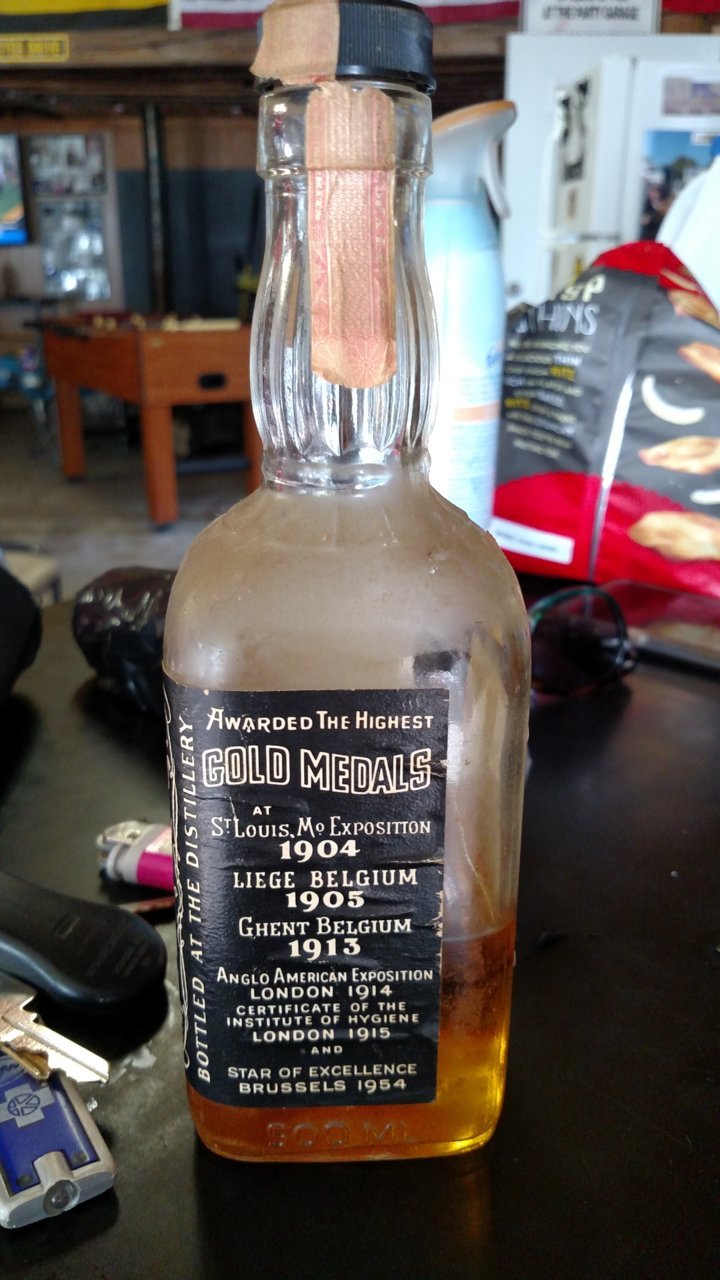 AWARDED THE HIGHEST
GOLD MEDALS
AT
ST LOUIS, MO EXPOSITION
1904
LIEGE BELGIUM
1905
GHENT BELGIUM
1913
ANGLO AMERICAN EXPOSITION
LONDON 1914
CERTIFICATE OF THE
INSTITUTE OF HYGIENE
LONDON 1915
AND
STAR OF EXCELLENCE
BRUSSELS 1954
BOTTLED AT THE DISTILLERY
500 ML
THINS